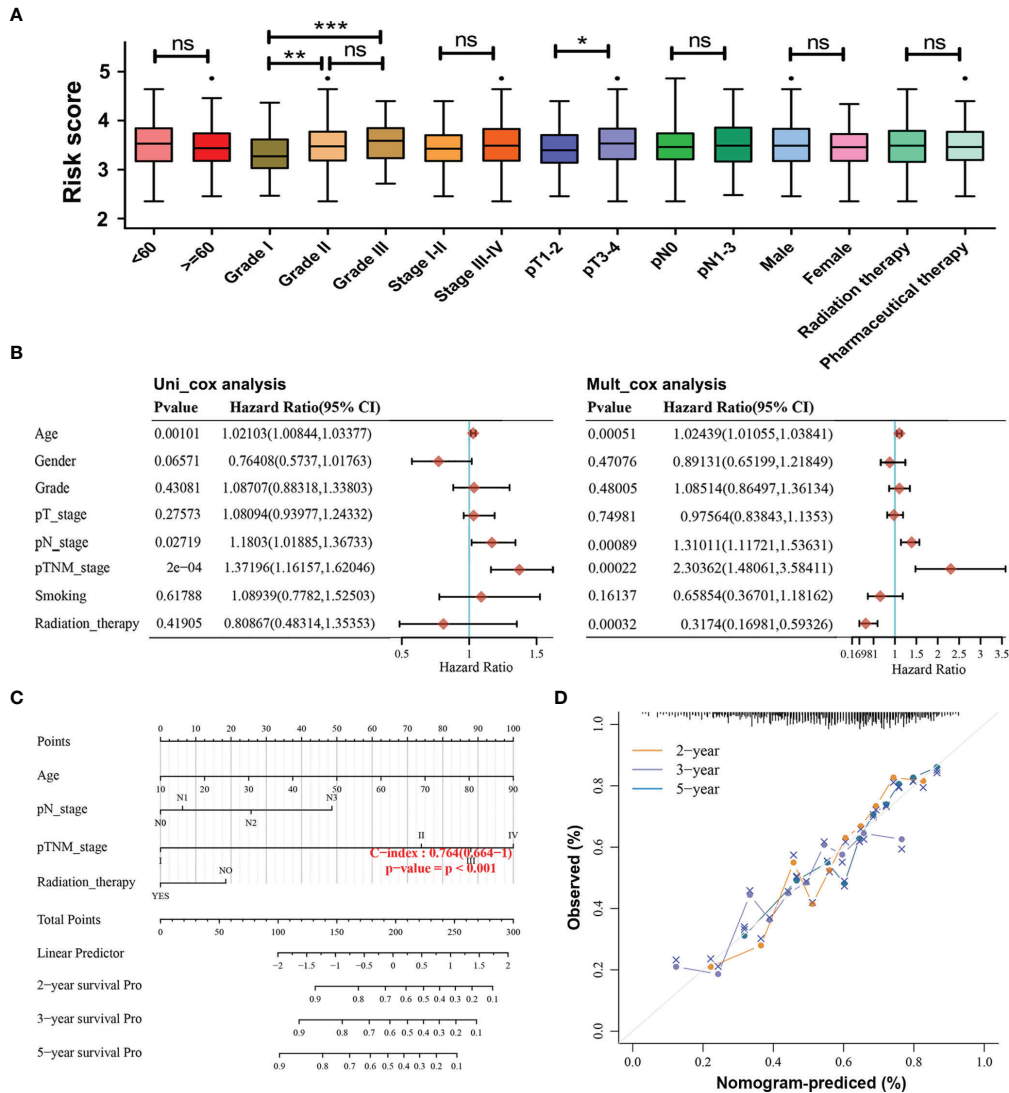 A
ns
**
***
ns
ns
*
ns
ns
ns
Risk score
5
4
3
2
<60
>=60
Grade I
Grade II
Grade III
Stage I-II
Stage III-IV
pT1-2
pT3-4
pN0
pN1-3
Male
Female
Radiation therapy
Pharmaceutical therapy
B
Uni_cox analysis
Pvalue Hazard Ratio(95% CI)
Age 0.00101 1.02103(1.00844,1.03377)
Gender 0.06571 0.76408(0.5737,1.01763)
Grade 0.43081 1.08707(0.88318,1.33803)
pT_stage 0.27573 1.08094(0.93977,1.24332)
pN_stage 0.02719 1.1803(1.01885,1.36733)
pTNM_stage 2e-04 1.37196(1.16157,1.62046)
Smoking 0.61788 1.08939(0.7782,1.52503)
Radiation_therapy 0.41905 0.80867(0.48314,1.35353)
0.5 1 1.5
Hazard Ratio
Mult_cox analysis
Pvalue Hazard Ratio(95% CI)
0.00051 1.02439(1.01055,1.03841)
0.47076 0.89131(0.65199,1.21849)
0.48005 1.08514(0.86497,1.36134)
0.74981 0.97564(0.83843,1.1353)
0.00089 1.31011(1.11721,1.53631)
0.00022 2.30362(1.48061,3.58411)
0.16137 0.65854(0.36701,1.18162)
0.00032 0.3174(0.16981,0.59326)
0.16981 1 1.5 2 2.5 3 3.5
Hazard Ratio
C
0 10 20 30 40 50 60 70 80 90 100
Points
Age
10 20 30 40 50 60 70 80 90
N1 N3
pN_stage
N0 N2
II IV
pTNM_stage
I III
C-index : 0.764(0.664-1)
p-value = p < 0.001
NO
Radiation_therapy
YES
Total Points
0 50 100 150 200 250 300
Linear Predictor
-2 -1.5 -1 -0.5 0 0.5 1 1.5 2
2-year survival Pro
0.9 0.8 0.7 0.6 0.5 0.4 0.3 0.2 0.1
3-year survival Pro
0.9 0.8 0.7 0.6 0.5 0.4 0.3 0.2 0.1
5-year survival Pro
0.9 0.8 0.7 0.6 0.5 0.4 0.3 0.2 0.1
D
2-year
3-year
5-year
Observed (%)
1.0
0.8
0.6
0.4
0.2
0.0
0.0 0.2 0.4 0.6 0.8 1.0
Nomogram-prediced (%)